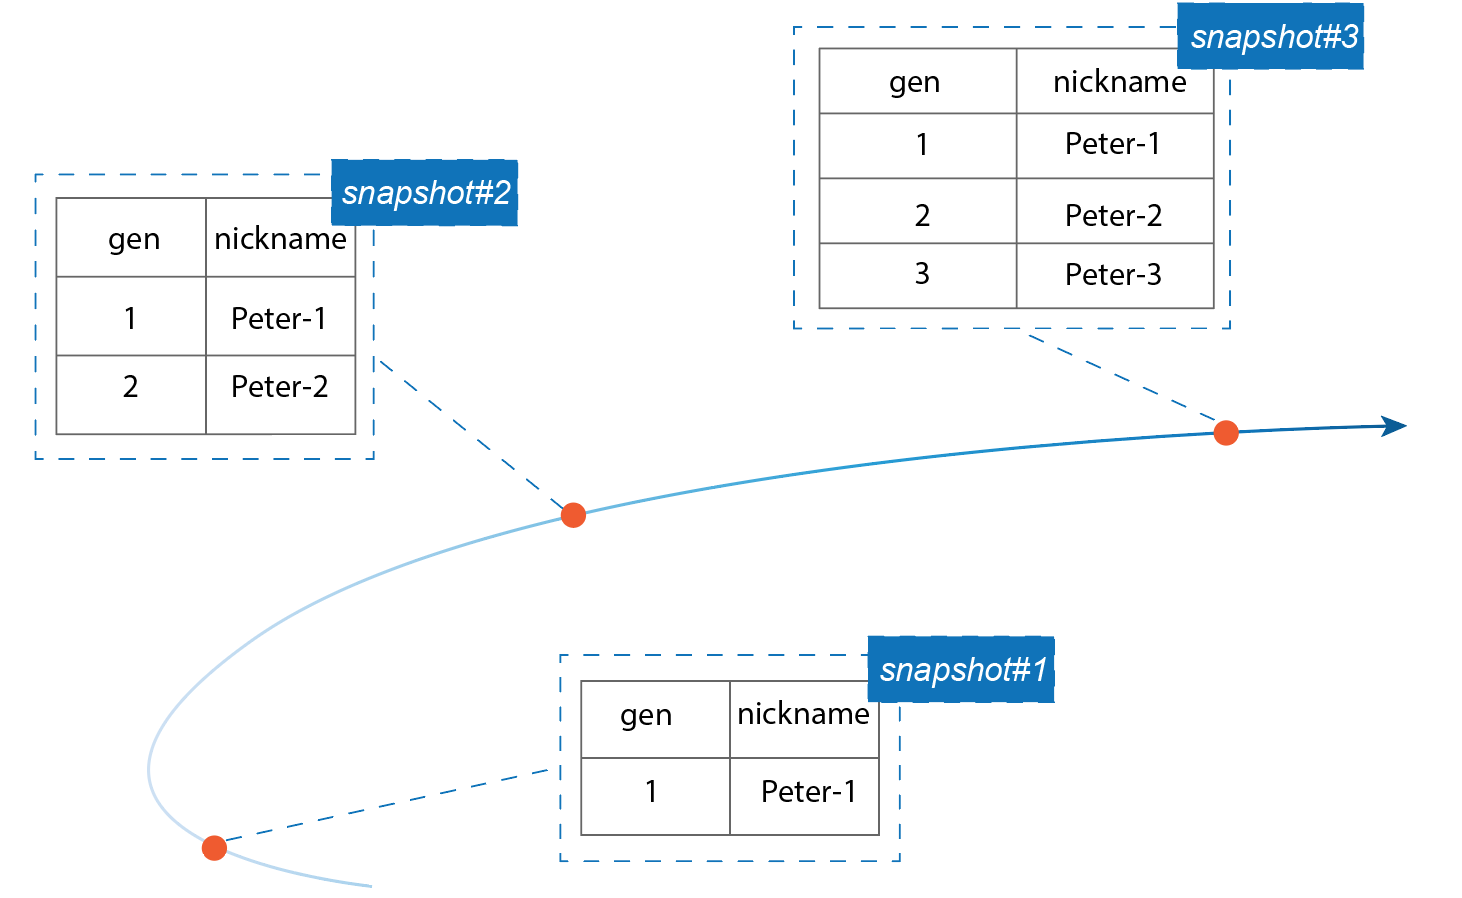 snapshot#3
gen nickname
1 Peter-1
2 Peter-2
3 Peter-3
snapshot#2
gen nickname
1 Peter-1
2 Peter-2
snapshot#1
gen nickname
1 Peter-1